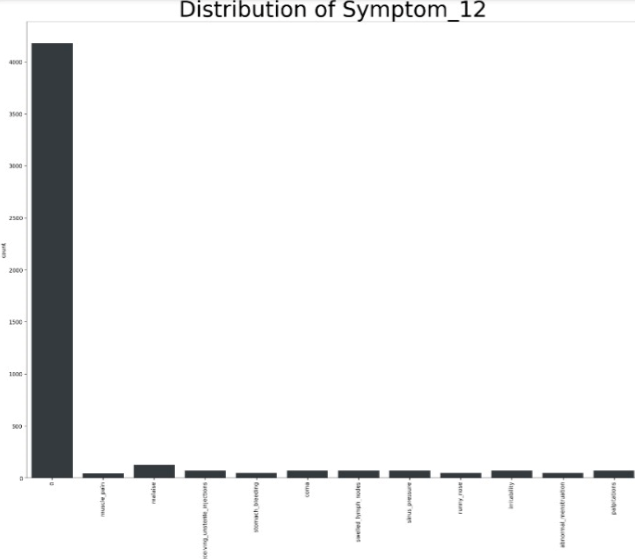 Distribution of Symptom_12
4000
3500
3000
2500
2000
1500
1000
500
0
count
0
muscle_pain
malaise
stomach_bleeding
coma
swelled_lymph_nodes
sinus_pressure
runny_nose
irritability
abnormal_menstruation
palpitations